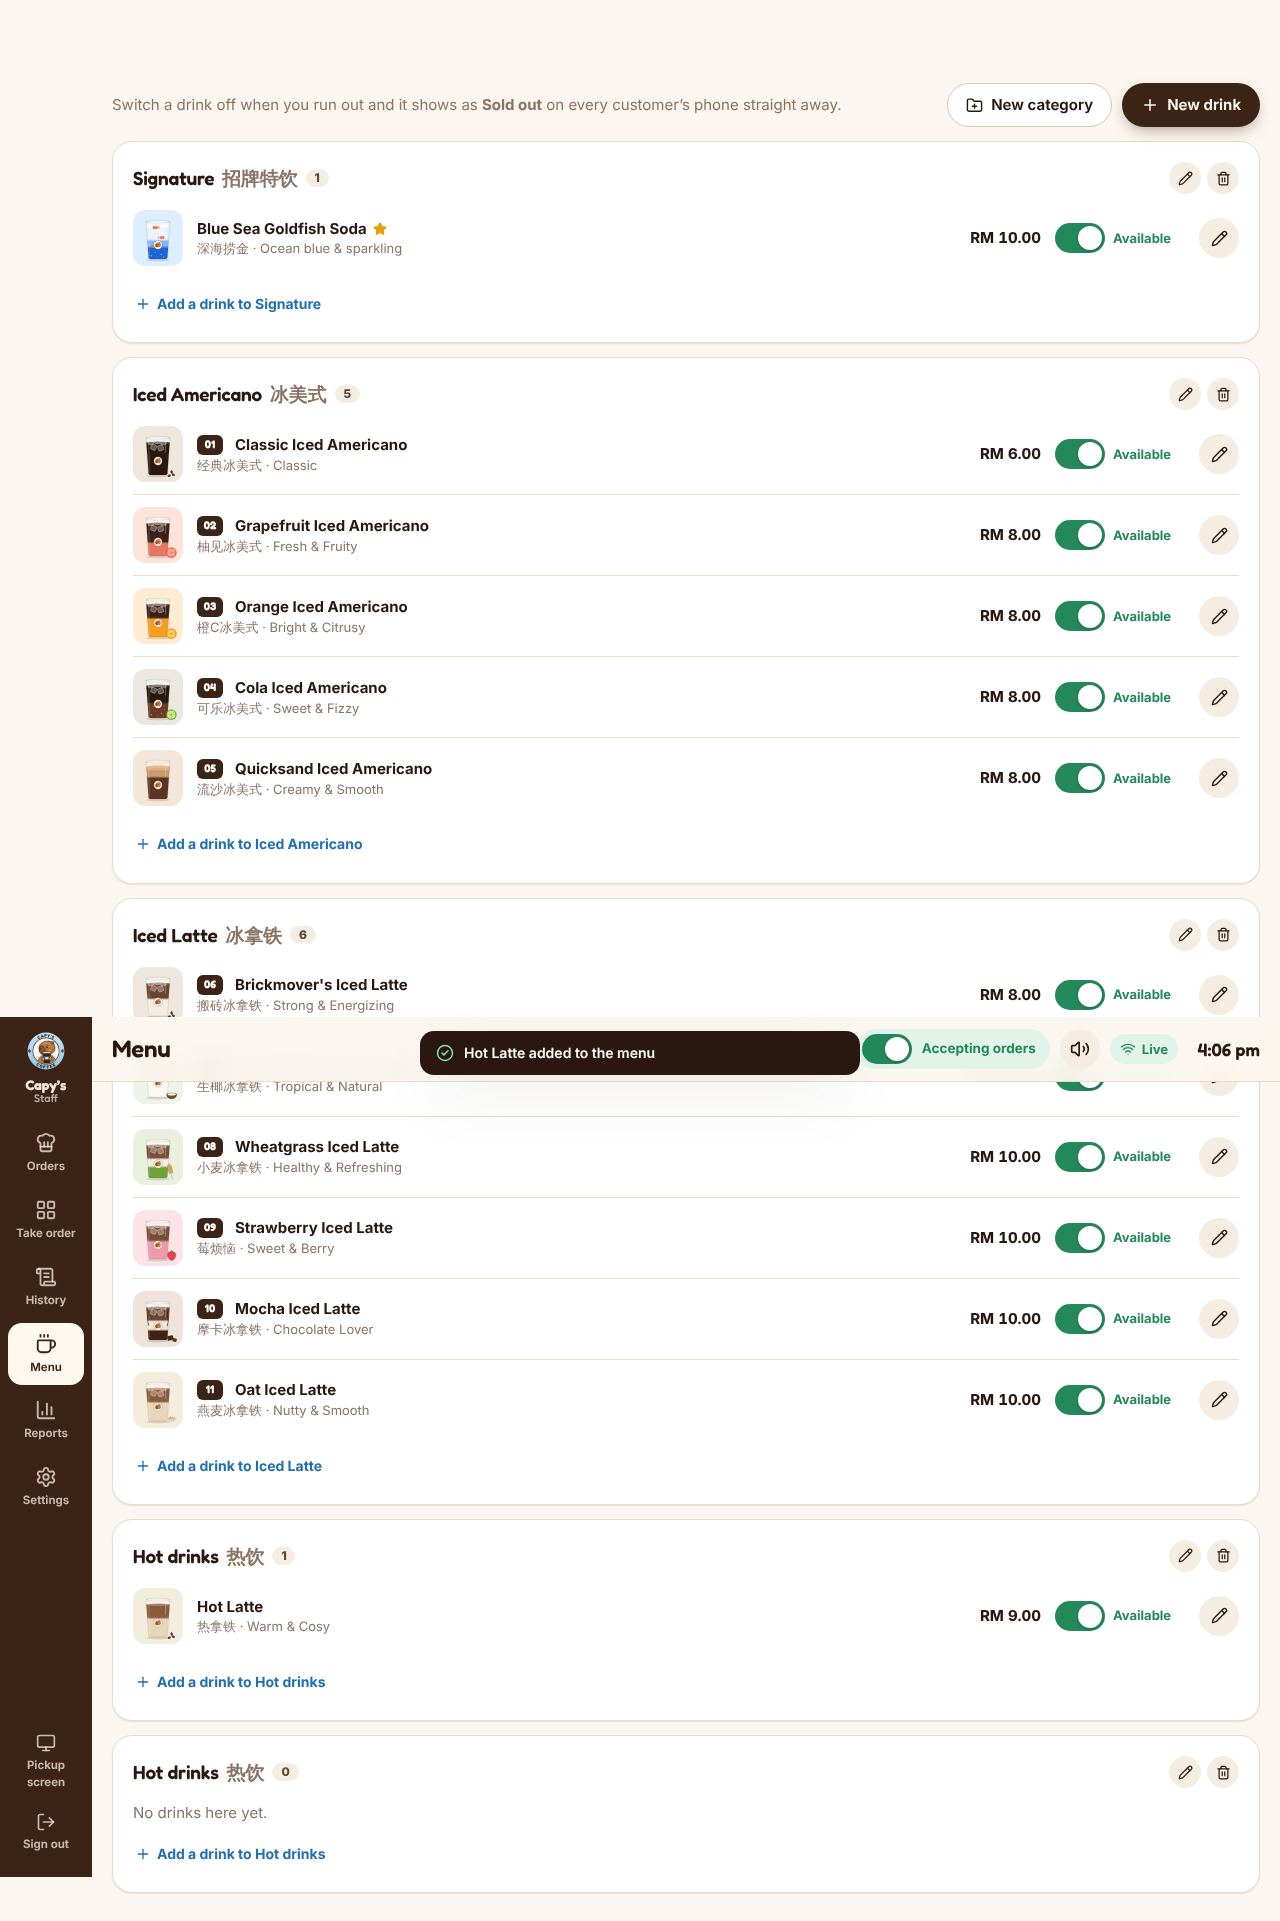 Switch a drink off when you run out and it shows as Sold out on every customer's phone straight away.
New category
New drink
Signature 招牌特饮 1
Blue Sea Goldfish Soda
深海捞金 · Ocean blue & sparkling
RM 10.00
Available
Add a drink to Signature
Iced Americano 冰美式 5
01 Classic Iced Americano
经典冰美式 · Classic
RM 6.00
Available
02 Grapefruit Iced Americano
柚见冰美式 · Fresh & Fruity
RM 8.00
Available
03 Orange Iced Americano
橙C冰美式 · Bright & Citrusy
RM 8.00
Available
04 Cola Iced Americano
可乐冰美式 · Sweet & Fizzy
RM 8.00
Available
05 Quicksand Iced Americano
流沙冰美式 · Creamy & Smooth
RM 8.00
Available
Add a drink to Iced Americano
Iced Latte 冰拿铁 6
06 Brickmover's Iced Latte
搬砖冰拿铁 · Strong & Energizing
RM 8.00
Available
Capy's
Staff
Menu
Hot Latte added to the menu
Accepting orders
Live
4:06 pm
生椰冰拿铁 · Tropical & Natural
08 Wheatgrass Iced Latte
小麦冰拿铁 · Healthy & Refreshing
RM 10.00
Available
09 Strawberry Iced Latte
莓烦恼 · Sweet & Berry
RM 10.00
Available
10 Mocha Iced Latte
摩卡冰拿铁 · Chocolate Lover
RM 10.00
Available
11 Oat Iced Latte
燕麦冰拿铁 · Nutty & Smooth
RM 10.00
Available
Add a drink to Iced Latte
Hot drinks 热饮 1
Hot Latte
热拿铁 · Warm & Cosy
RM 9.00
Available
Add a drink to Hot drinks
Hot drinks 热饮 0
No drinks here yet.
Add a drink to Hot drinks
Orders
Take order
History
Menu
Reports
Settings
Pickup
screen
Sign out